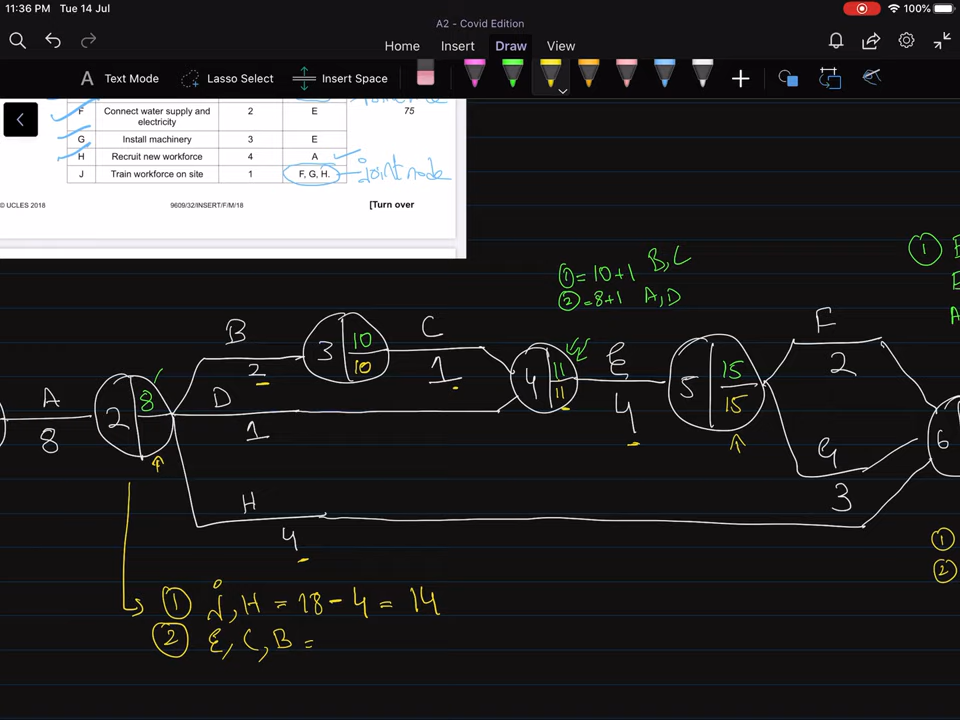 11:36 PM Tue 14 Jul
100%
A2 - Covid Edition
Home Insert Draw View
Text Mode Lasso Select Insert Space
F Connect water supply and electricity 2 E 75
G Install machinery 3 E
H Recruit new workforce 4 A
J Train workforce on site 1 F, G, H. joint node
© UCLES 2018 9609/32/INSERT/F/M/18 [Turn over
① = 10+1 B, C
② = 8+1 A, D
①
A
8
2 8
B
2
D
1
H
4
3 10
10
C
1
4 11
11
E
4
5 15
15
F
2
G
3
6
①
②
① J, H = 18 - 4 = 14
② E, C, B =